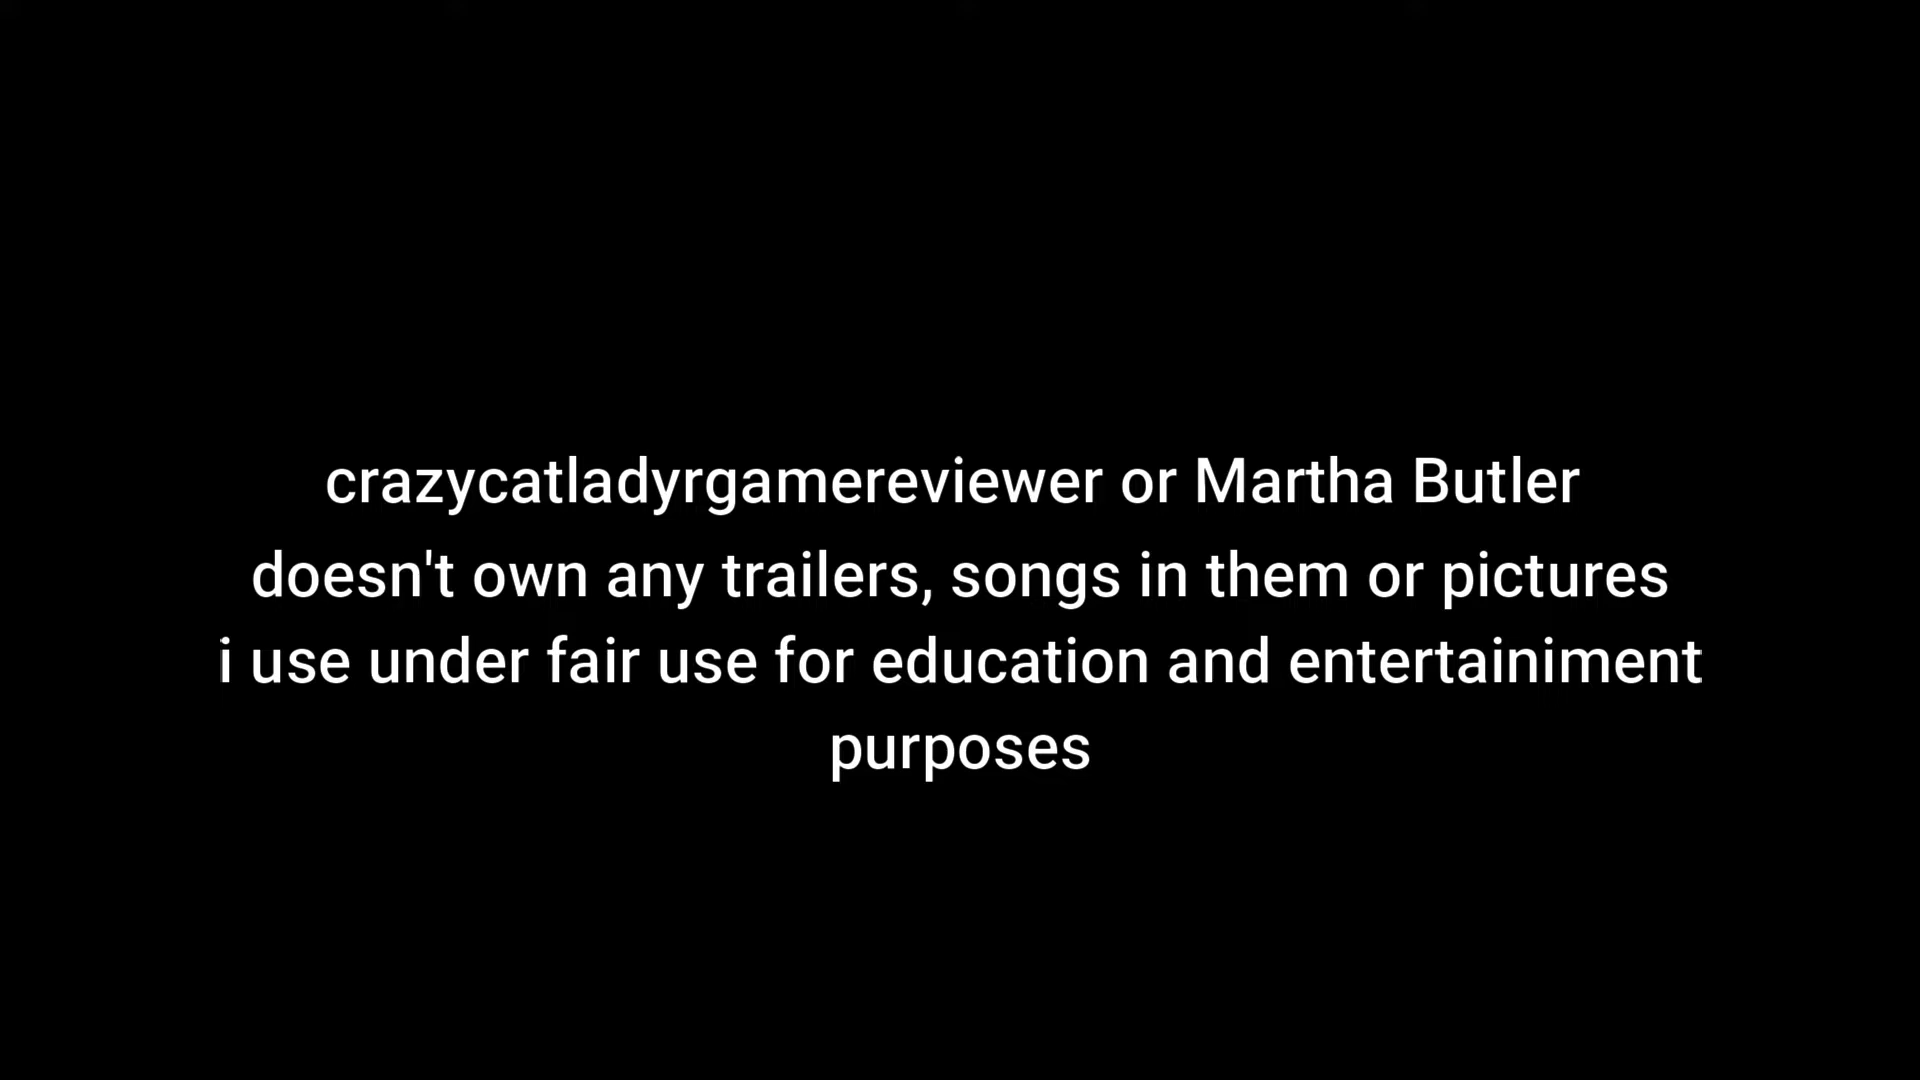 crazycatladyrgamereviewer or Martha Butler
doesn't own any trailers, songs in them or pictures
i use under fair use for education and entertainiment
purposes